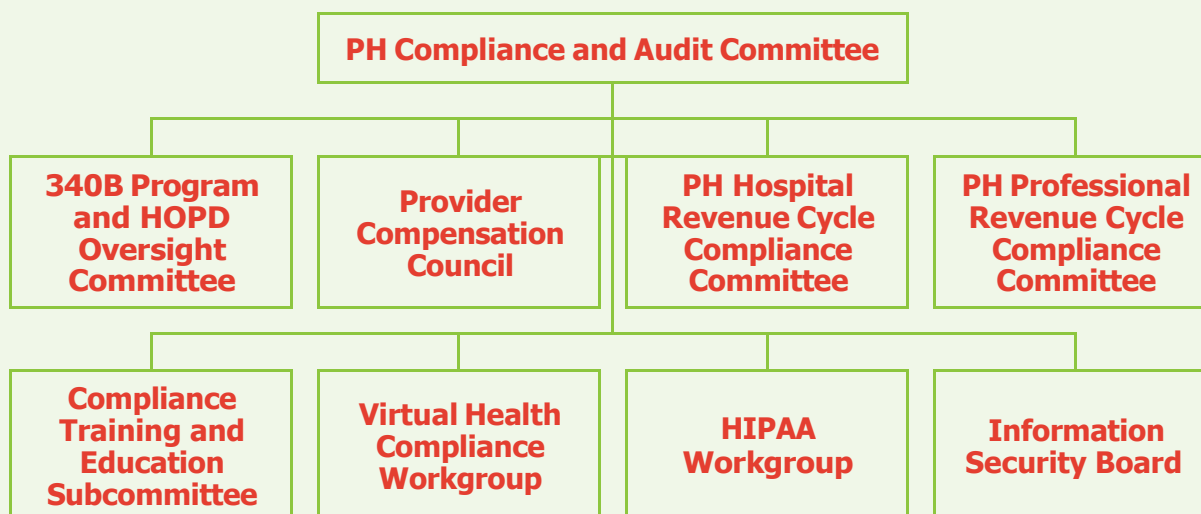 PH Compliance and Audit Committee
340B Program
and HOPD
Oversight
Committee
Provider
Compensation
Council
PH Hospital
Revenue Cycle
Compliance
Committee
PH Professional
Revenue Cycle
Compliance
Committee
Compliance
Training and
Education
Subcommittee
Virtual Health
Compliance
Workgroup
HIPAA
Workgroup
Information
Security Board